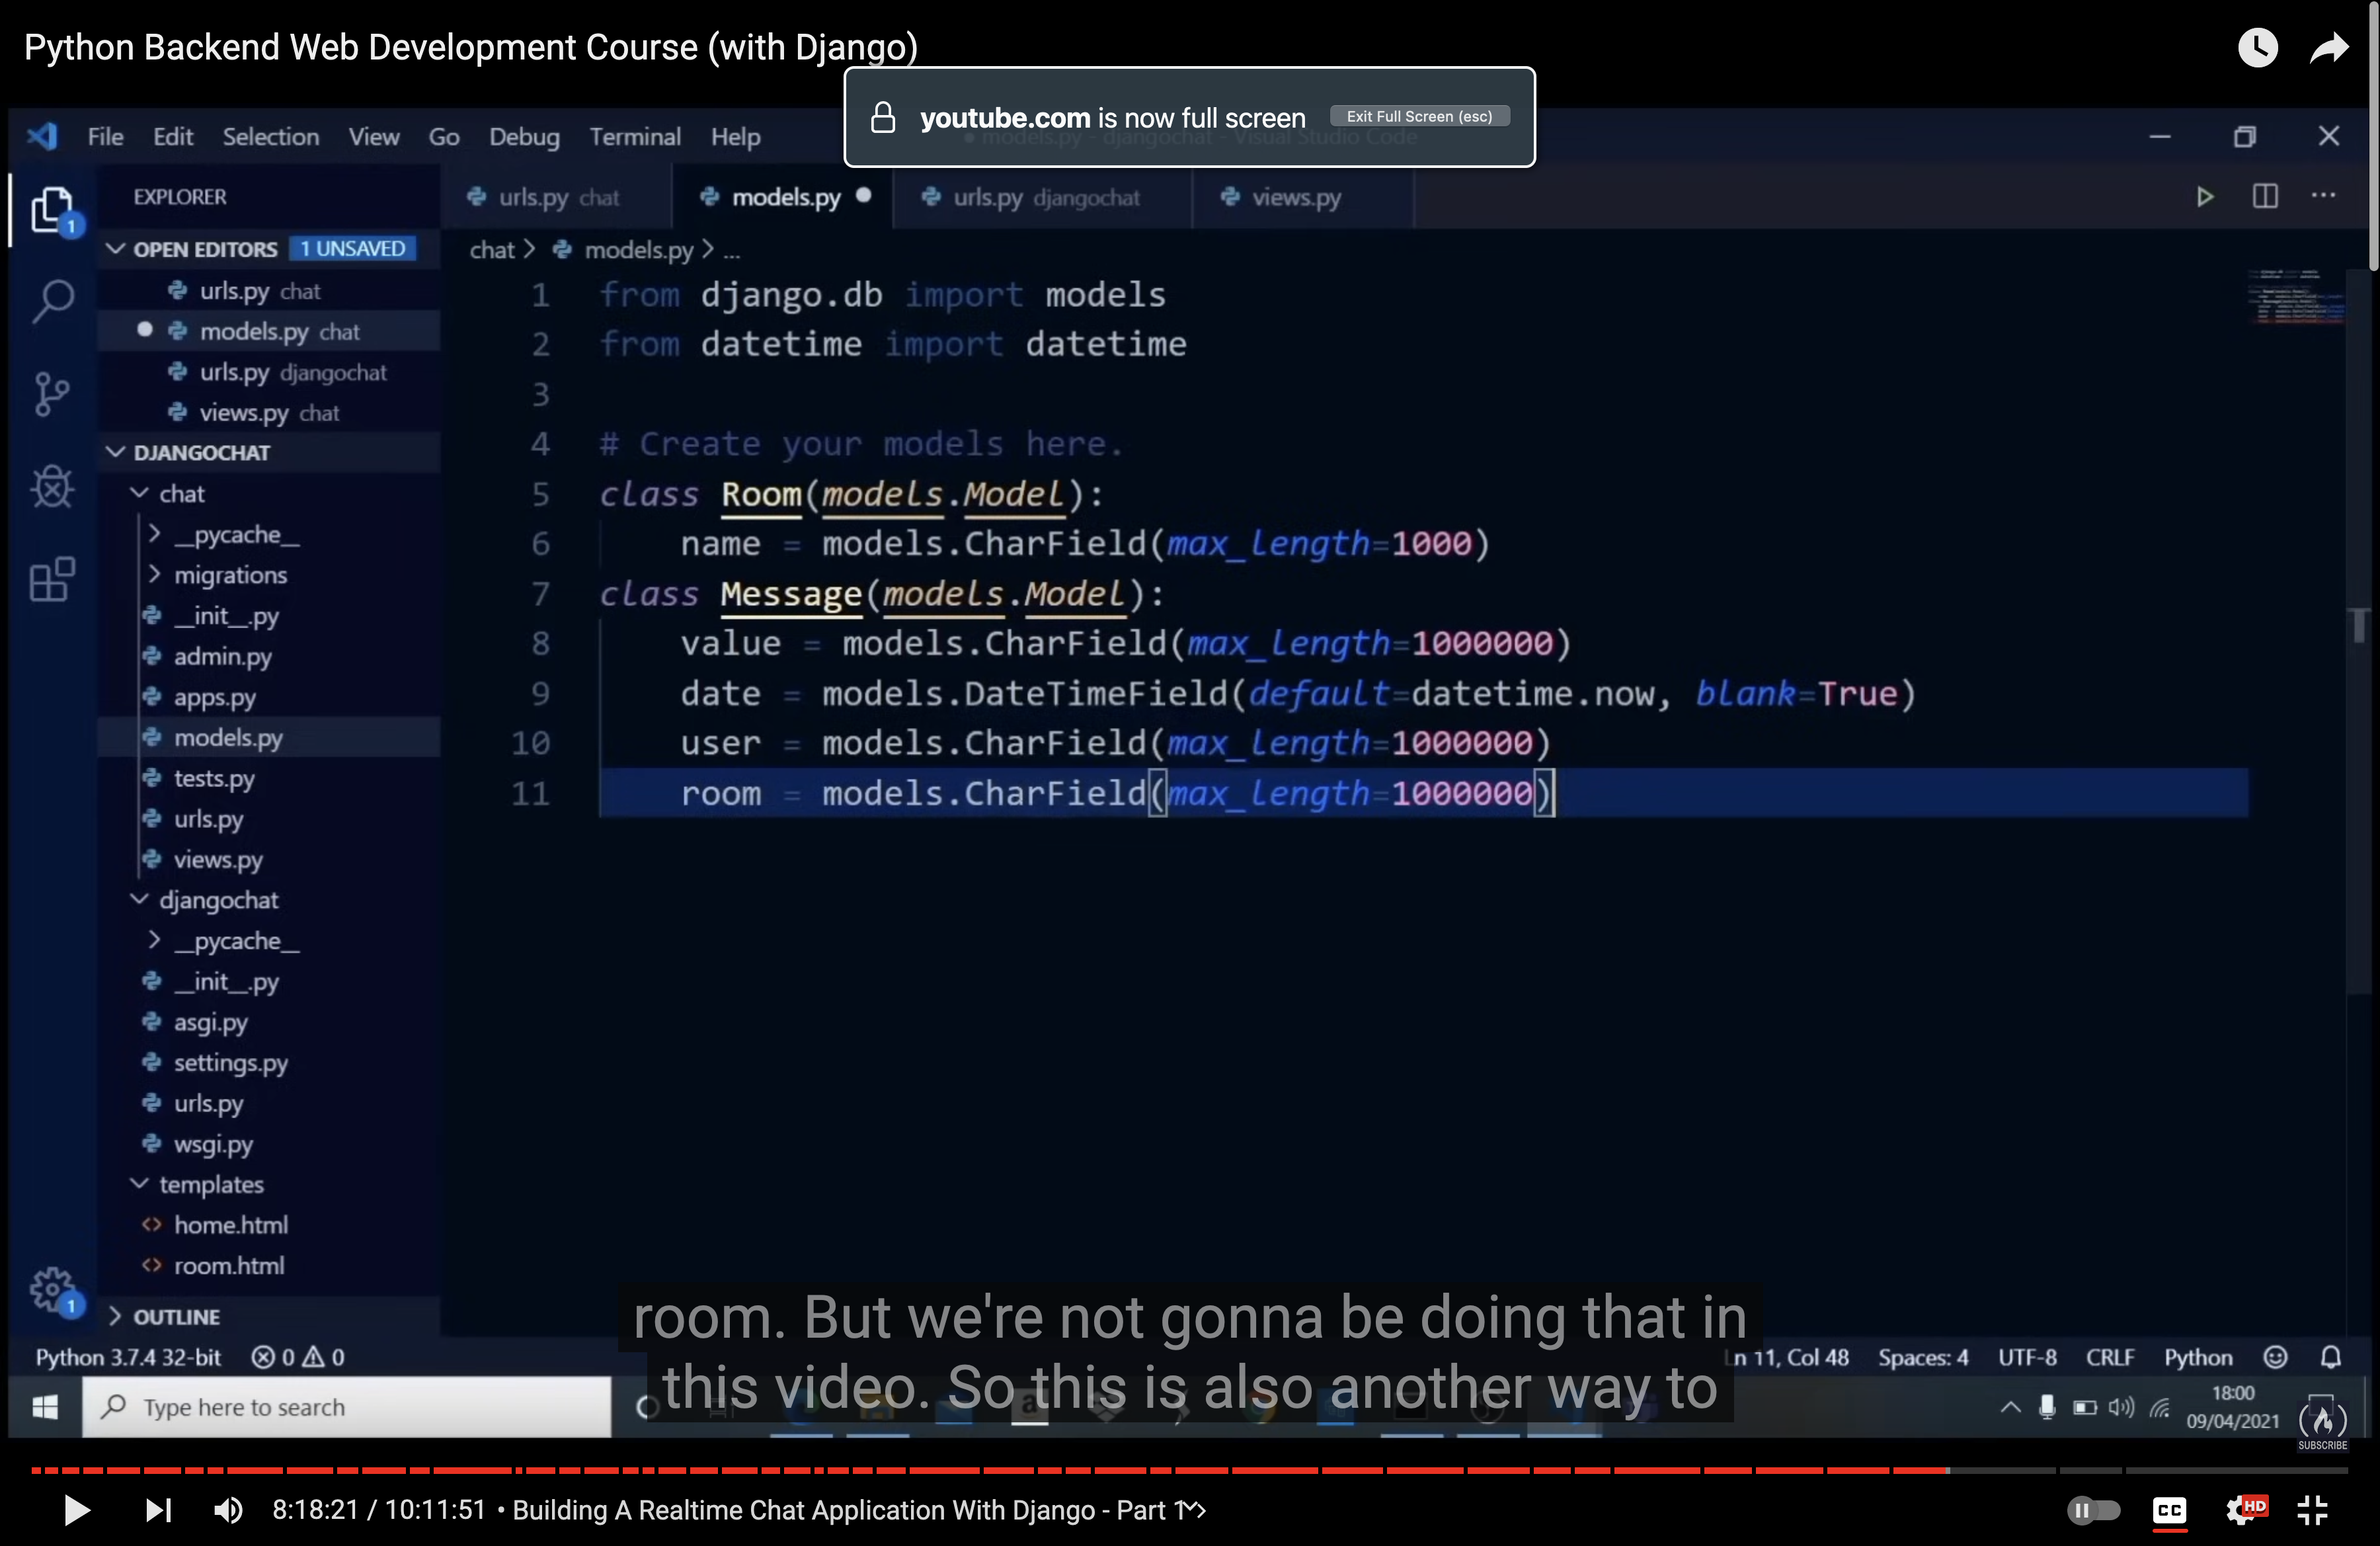 Python Backend Web Development Course (with Django)
youtube.com is now full screen Exit Full Screen (esc)
File Edit Selection View Go Debug Terminal Help
models.py - djangochat - Visual Studio Code
EXPLORER
urls.py chat models.py urls.py djangochat views.py
OPEN EDITORS 1 UNSAVED
urls.py chat
models.py chat
urls.py djangochat
views.py chat
DJANGOCHAT
chat
__pycache__
migrations
__init__.py
admin.py
apps.py
models.py
tests.py
urls.py
views.py
djangochat
__pycache__
__init__.py
asgi.py
settings.py
urls.py
wsgi.py
templates
home.html
room.html
OUTLINE
1
1
chat > models.py > ...
1 from django.db import models
2 from datetime import datetime
3
4 # Create your models here.
5 class Room(models.Model):
6 name = models.CharField(max_length=1000)
7 class Message(models.Model):
8 value = models.CharField(max_length=1000000)
9 date = models.DateTimeField(default=datetime.now, blank=True)
10 user = models.CharField(max_length=1000000)
11 room = models.CharField(max_length=1000000)
room. But we're not gonna be doing that in
this video. So this is also another way to
Python 3.7.4 32-bit 0 0
Ln 11, Col 48 Spaces: 4 UTF-8 CRLF Python
Type here to search
a
18:00
09/04/2021
SUBSCRIBE
8:18:21 / 10:11:51 • Building A Realtime Chat Application With Django - Part 1
CC HD